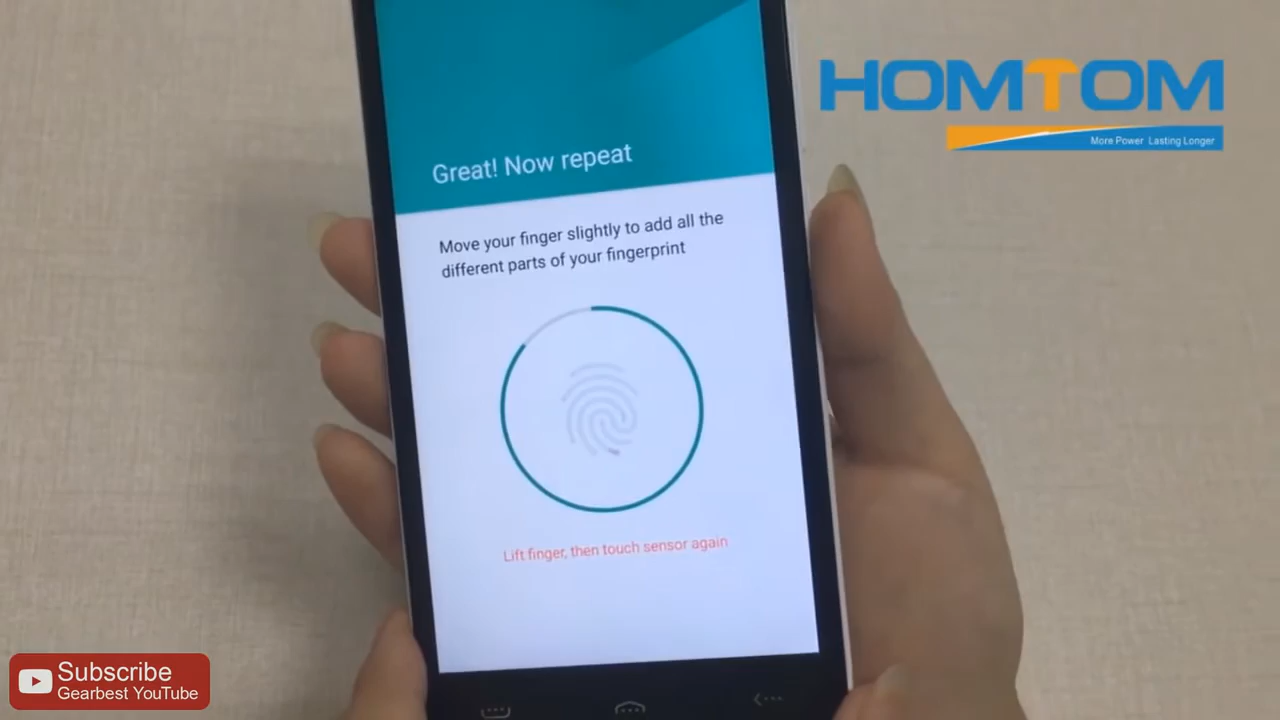 HOMTOM
More Power Lasting Longer
Great! Now repeat
Move your finger slightly to add all the
different parts of your fingerprint
Lift finger, then touch sensor again
Subscribe
Gearbest YouTube